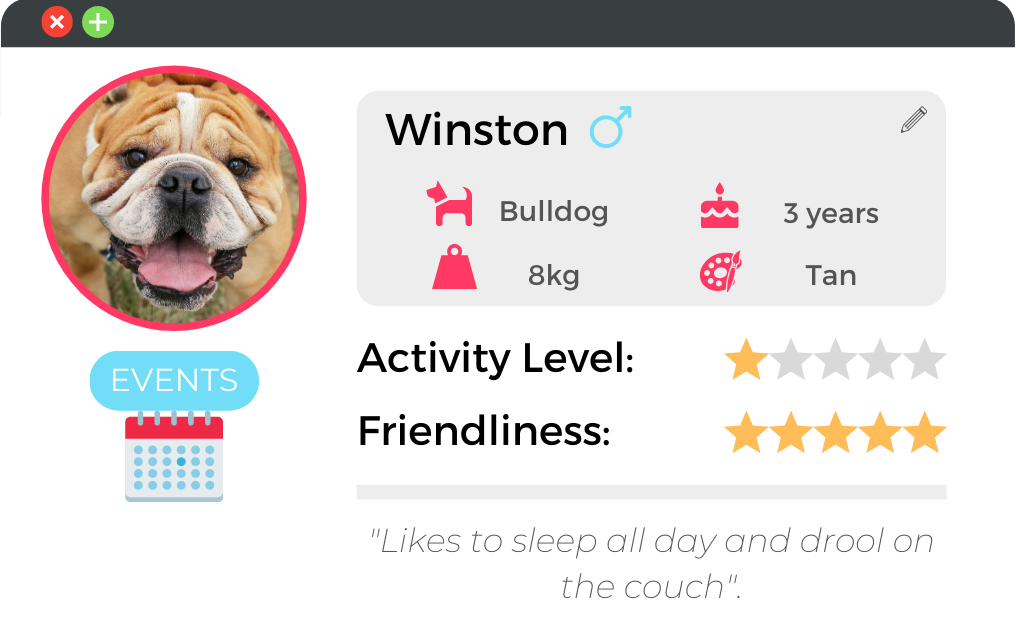 Winston
Bulldog
3 years
8kg
Tan
EVENTS
Activity Level:
Friendliness:
"Likes to sleep all day and drool on
the couch".